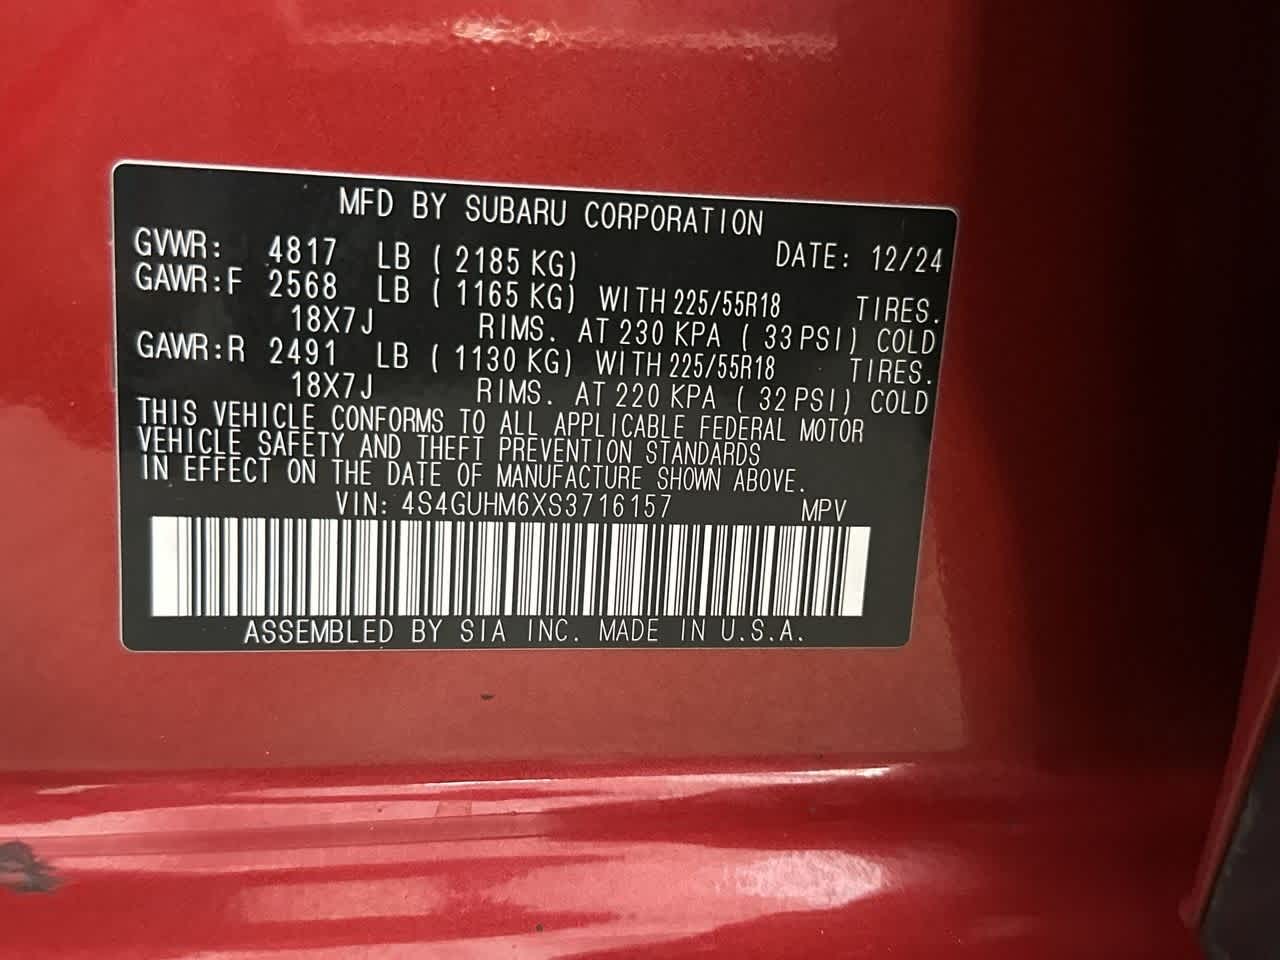 MFD BY SUBARU CORPORATION
GVWR: 4817 LB ( 2185 KG) DATE: 12/24
GAWR:F 2568 LB ( 1165 KG) WITH 225/55R18 TIRES.
18X7J RIMS. AT 230 KPA ( 33 PSI) COLD
GAWR:R 2491 LB ( 1130 KG) WITH 225/55R18 TIRES.
18X7J RIMS. AT 220 KPA ( 32 PSI) COLD
THIS VEHICLE CONFORMS TO ALL APPLICABLE FEDERAL MOTOR
VEHICLE SAFETY AND THEFT PREVENTION STANDARDS
IN EFFECT ON THE DATE OF MANUFACTURE SHOWN ABOVE.
VIN: 4S4GUHM6XS3716157 MPV
ASSEMBLED BY SIA INC. MADE IN U.S.A.